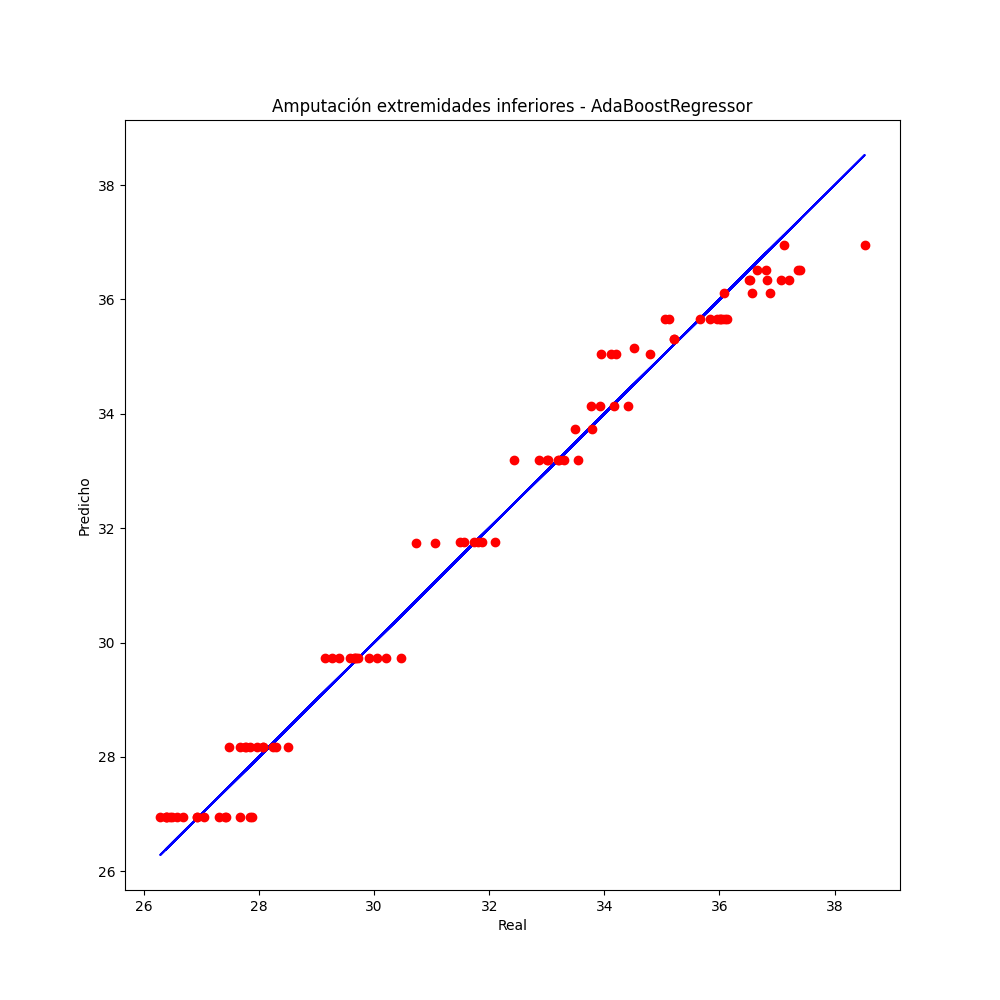 Amputación extremidades inferiores - AdaBoostRegressor
38
36
34
32
30
28
26
Predicho
26 28 30 32 34 36 38
Real